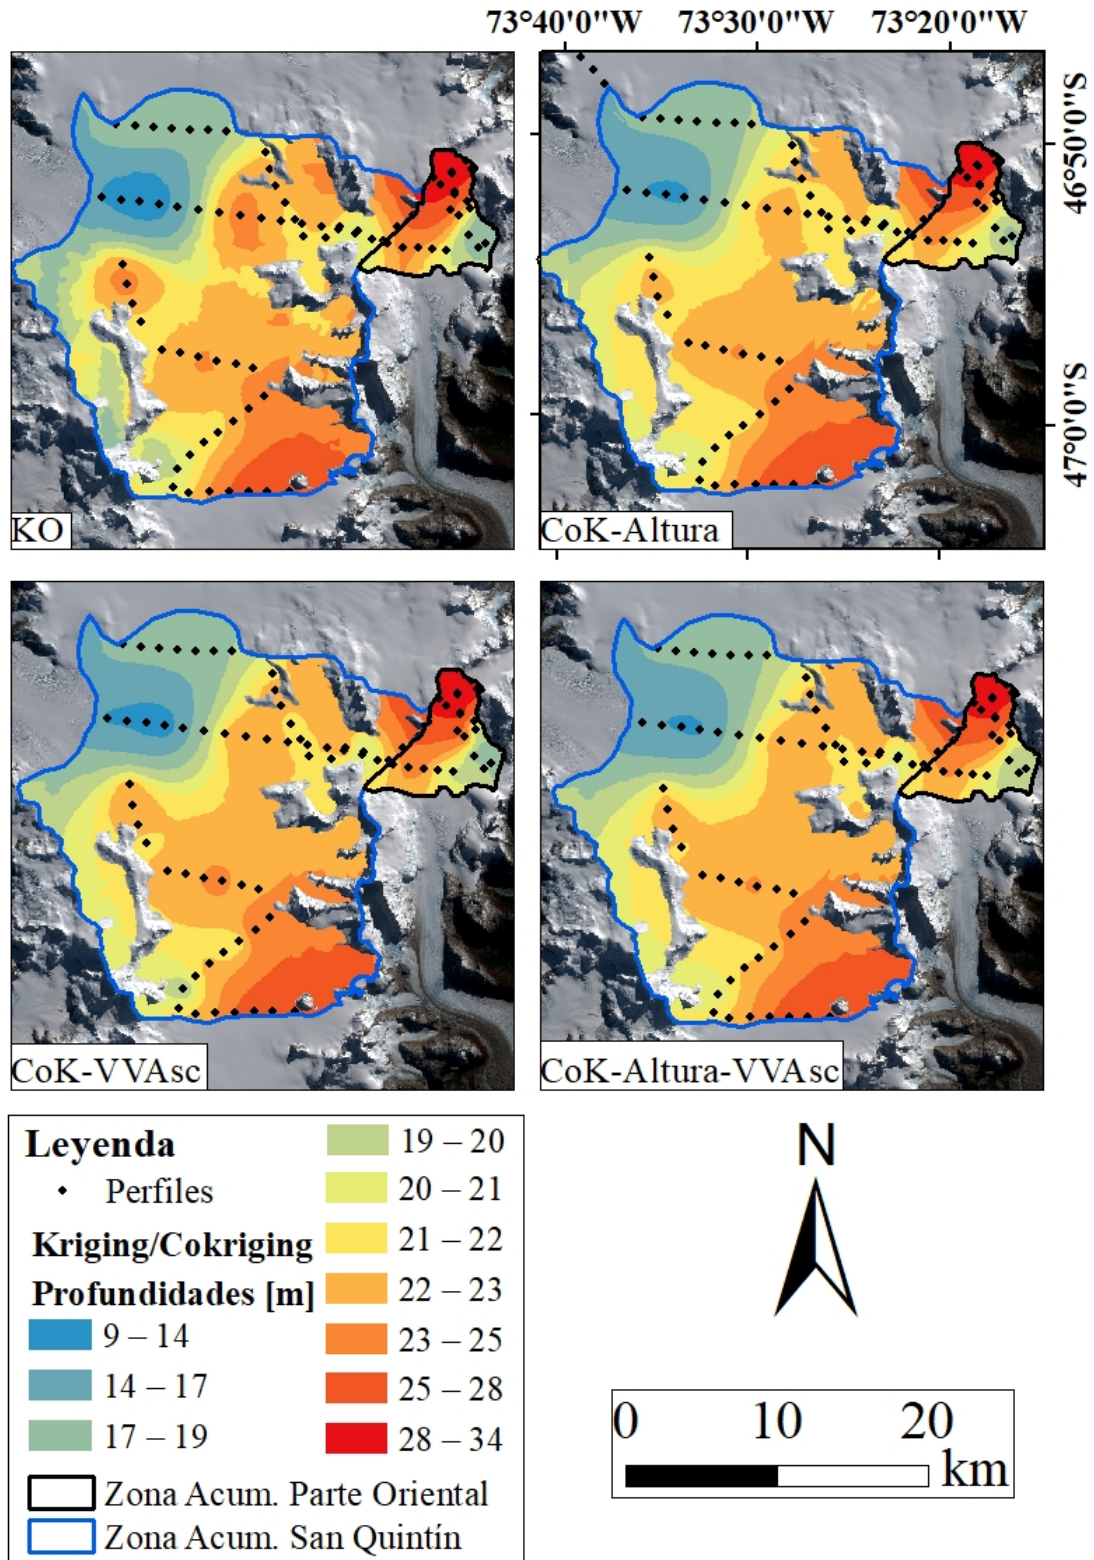 73°40'0"W 73°30'0"W 73°20'0"W
46°50'0"S
47°0'0"S
KO
CoK-Altura
CoK-VVAsc
CoK-Altura-VVAsc
Leyenda
Perfiles
Kriging/Cokriging
Profundidades [m]
9 – 14
14 – 17
17 – 19
19 – 20
20 – 21
21 – 22
22 – 23
23 – 25
25 – 28
28 – 34
Zona Acum. Parte Oriental
Zona Acum. San Quintín
N
0 10 20
km